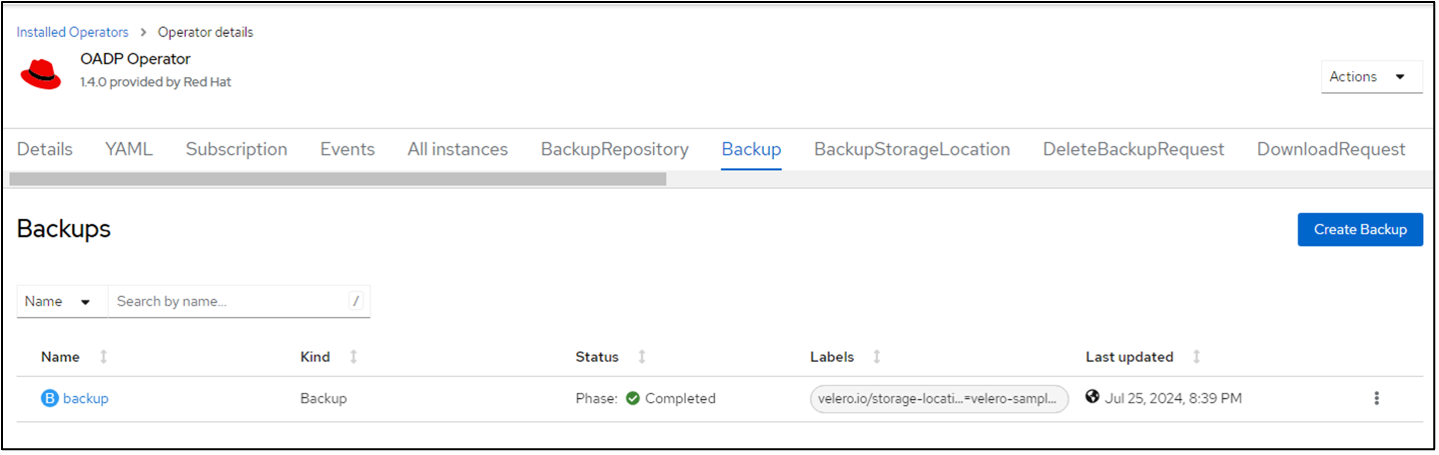 Installed Operators > Operator details
OADP Operator
1.4.0 provided by Red Hat
Actions
Details YAML Subscription Events All instances BackupRepository Backup BackupStorageLocation DeleteBackupRequest DownloadRequest
Backups
Create Backup
Name Search by name... /
Name Kind Status Labels Last updated
B backup Backup Phase: Completed velero.io/storage-locati...=velero-sampl... Jul 25, 2024, 8:39 PM